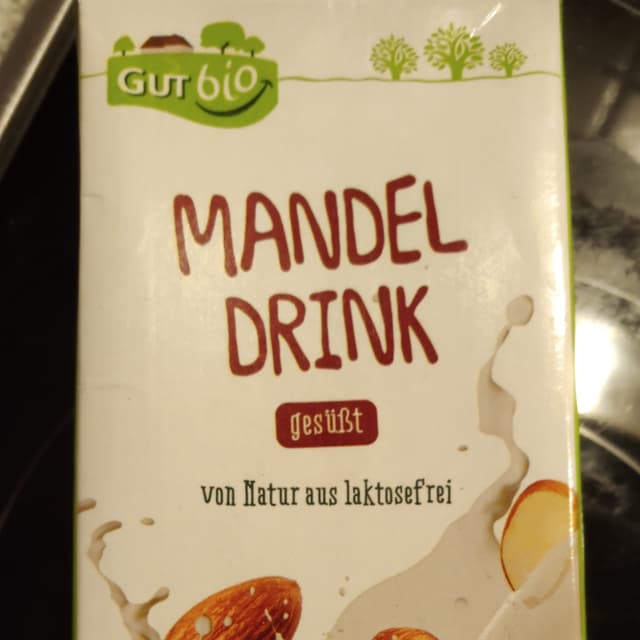 GUT bio
MANDEL
DRINK
gesüßt
von Natur aus laktosefrei